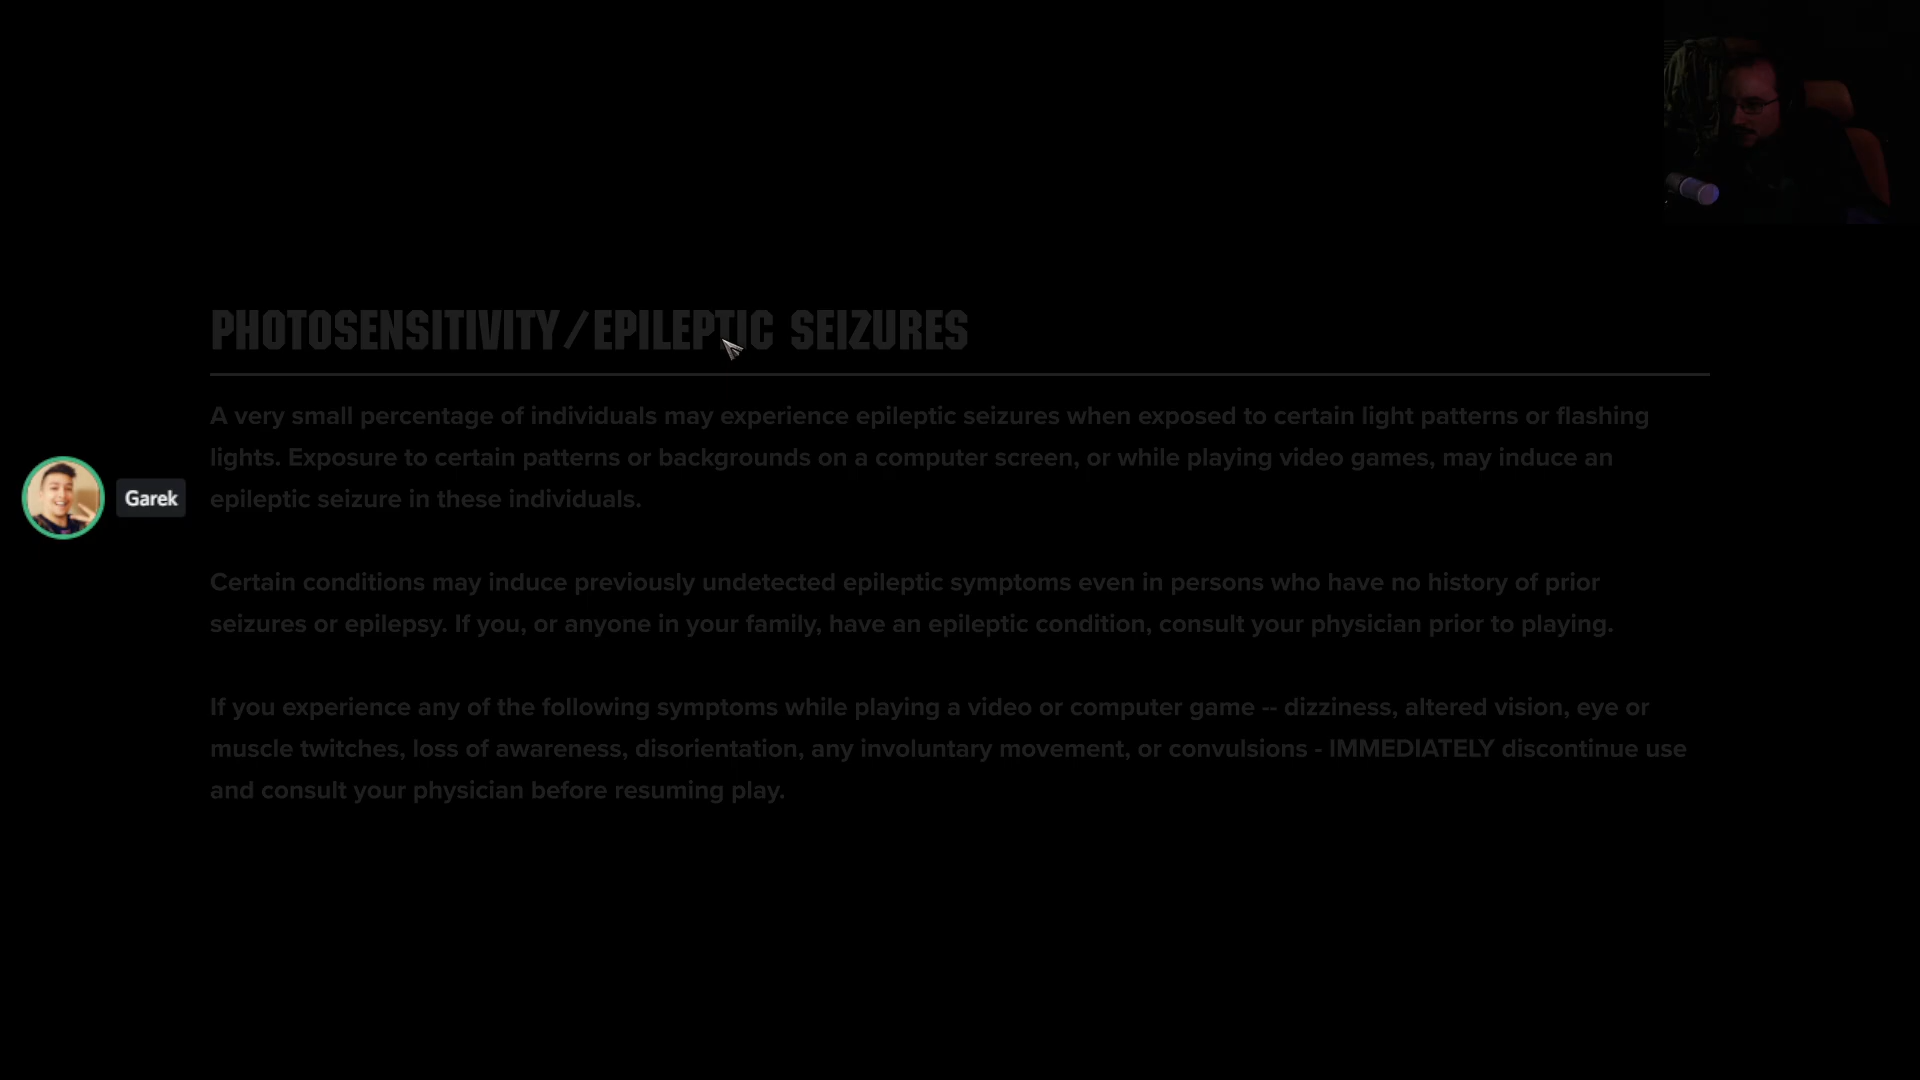 PHOTOSENSITIVITY/EPILEPTIC SEIZURES
A very small percentage of individuals may experience epileptic seizures when exposed to certain light patterns or flashing
lights. Exposure to certain patterns or backgrounds on a computer screen, or while playing video games, may induce an
epileptic seizure in these individuals.
Garek
Certain conditions may induce previously undetected epileptic symptoms even in persons who have no history of prior
seizures or epilepsy. If you, or anyone in your family, have an epileptic condition, consult your physician prior to playing.
If you experience any of the following symptoms while playing a video or computer game -- dizziness, altered vision, eye or
muscle twitches, loss of awareness, disorientation, any involuntary movement, or convulsions - IMMEDIATELY discontinue use
and consult your physician before resuming play.